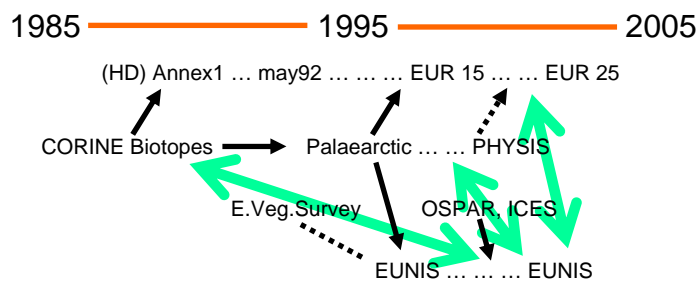 1985 1995 2005
(HD) Annex1 … may92 … … … EUR 15 … … EUR 25
CORINE Biotopes Palaearctic … … PHYSIS
E.Veg.Survey OSPAR, ICES
EUNIS … … … EUNIS